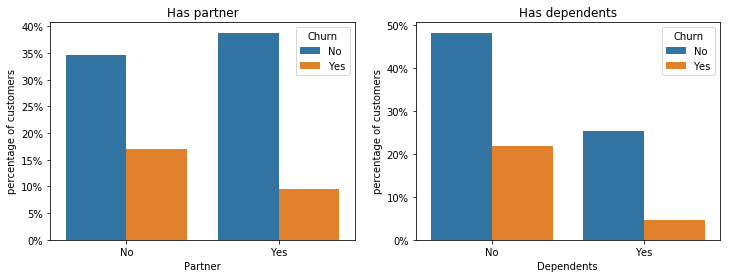 Has partner
40%
35%
30%
25%
20%
15%
10%
5%
0%
percentage of customers
Churn
No
Yes
No Yes
Partner
Has dependents
50%
40%
30%
20%
10%
0%
percentage of customers
Churn
No
Yes
No Yes
Dependents